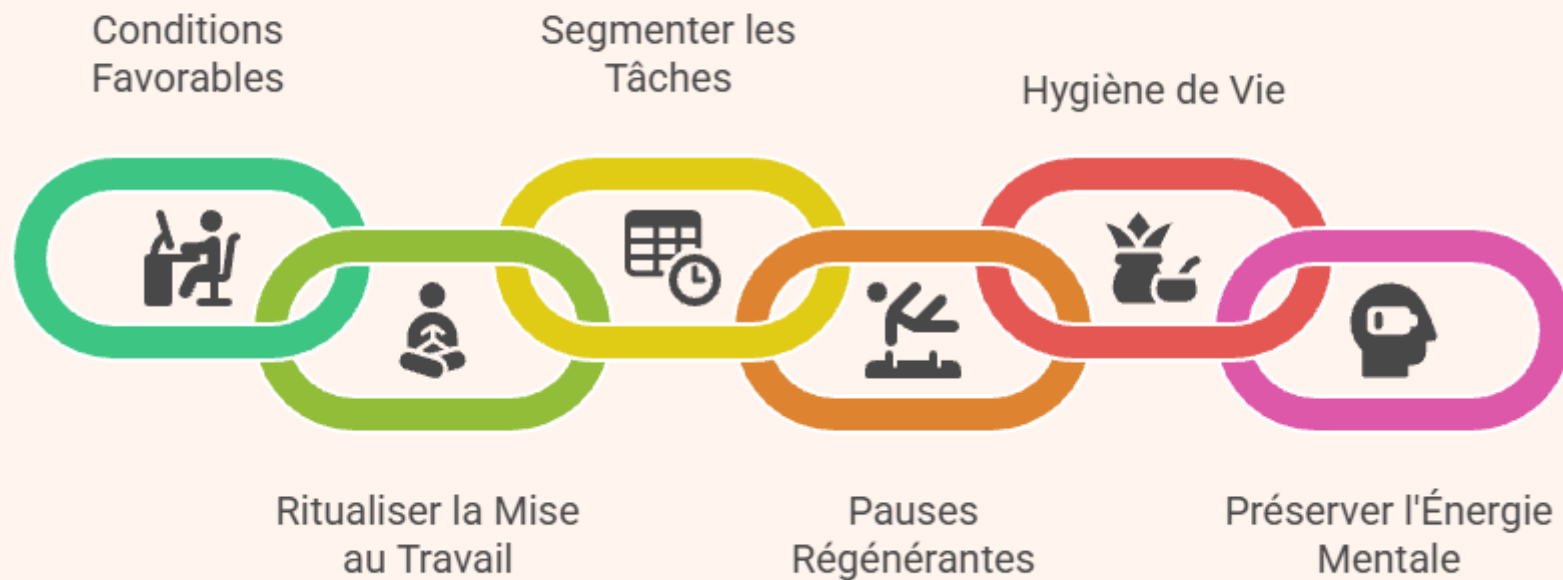 Conditions
Favorables
Segmenter les
Tâches
Hygiène de Vie
Ritualiser la Mise
au Travail
Pauses
Régénérantes
Préserver l'Énergie
Mentale